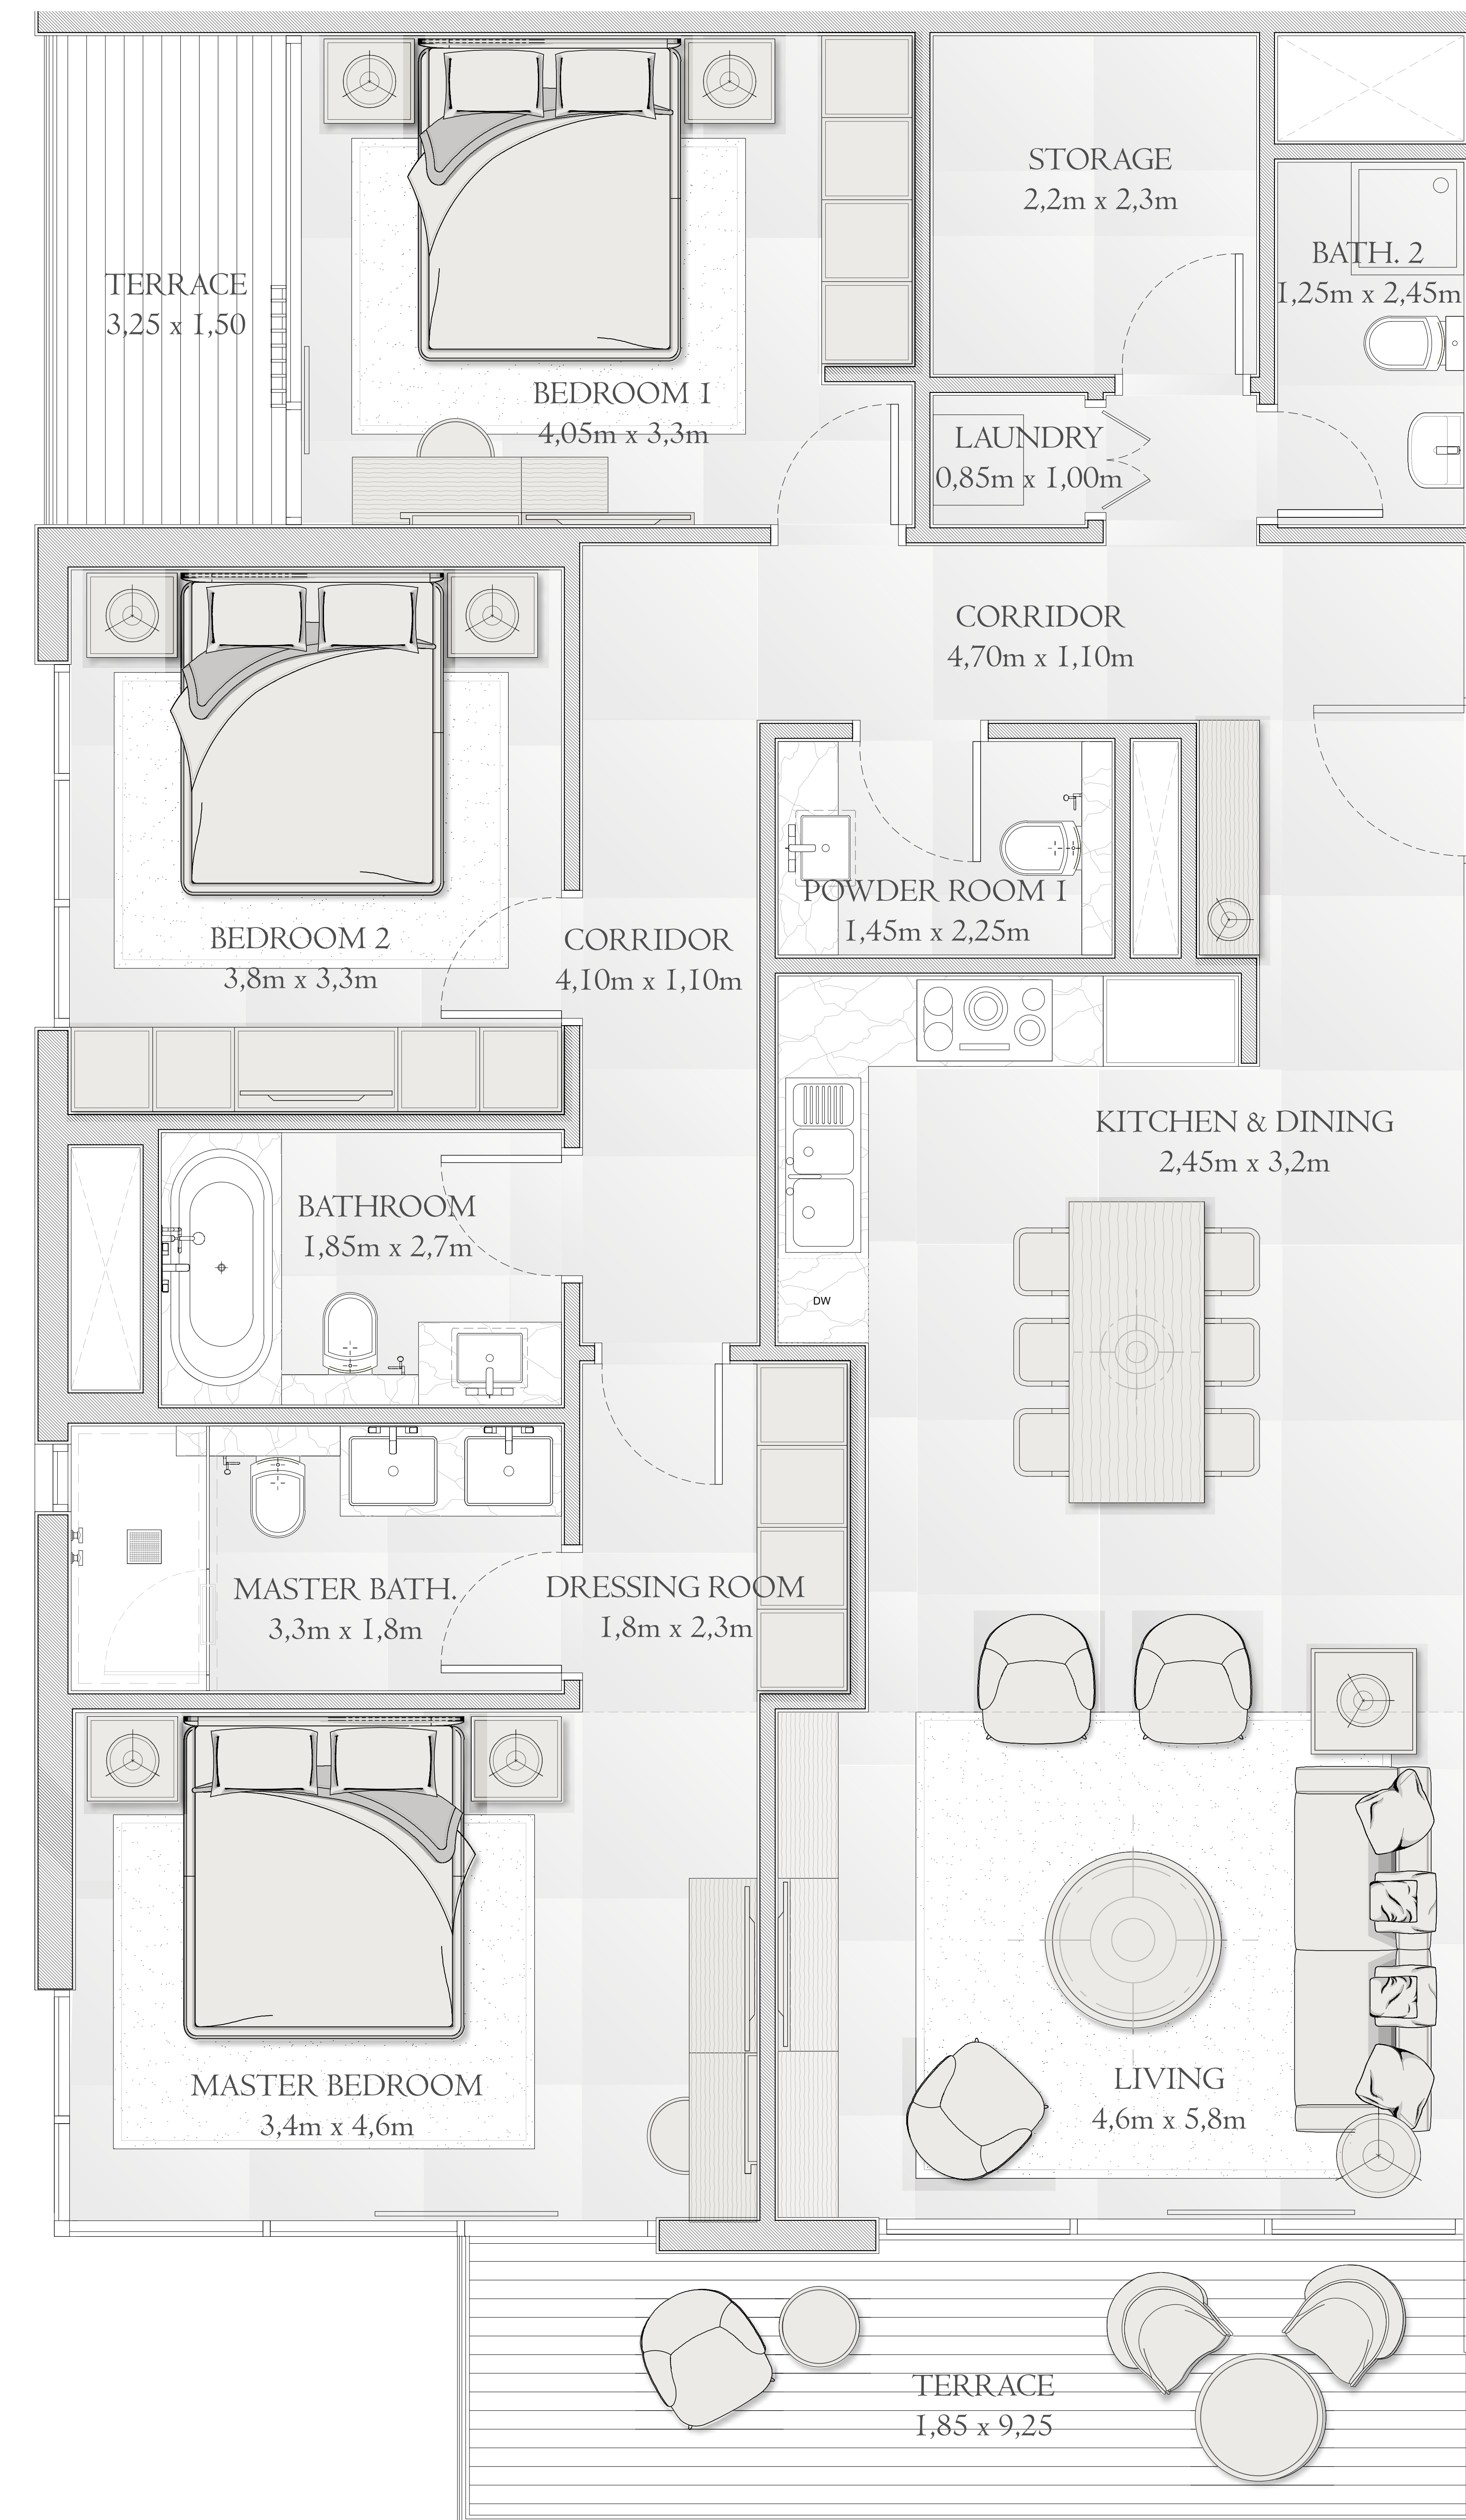 STORAGE
2,2m x 2,3m
BATH. 2
1,25m x 2,45m
TERRACE
3,25 x 1,50
BEDROOM 1
4,05m x 3,3m
LAUNDRY
0,85m x 1,00m
CORRIDOR
4,70m x 1,10m
POWDER ROOM 1
1,45m x 2,25m
BEDROOM 2
3,8m x 3,3m
CORRIDOR
4,10m x 1,10m
KITCHEN & DINING
2,45m x 3,2m
BATHROOM
1,85m x 2,7m
DW
MASTER BATH.
3,3m x 1,8m
DRESSING ROOM
1,8m x 2,3m
MASTER BEDROOM
3,4m x 4,6m
LIVING
4,6m x 5,8m
TERRACE
1,85 x 9,25